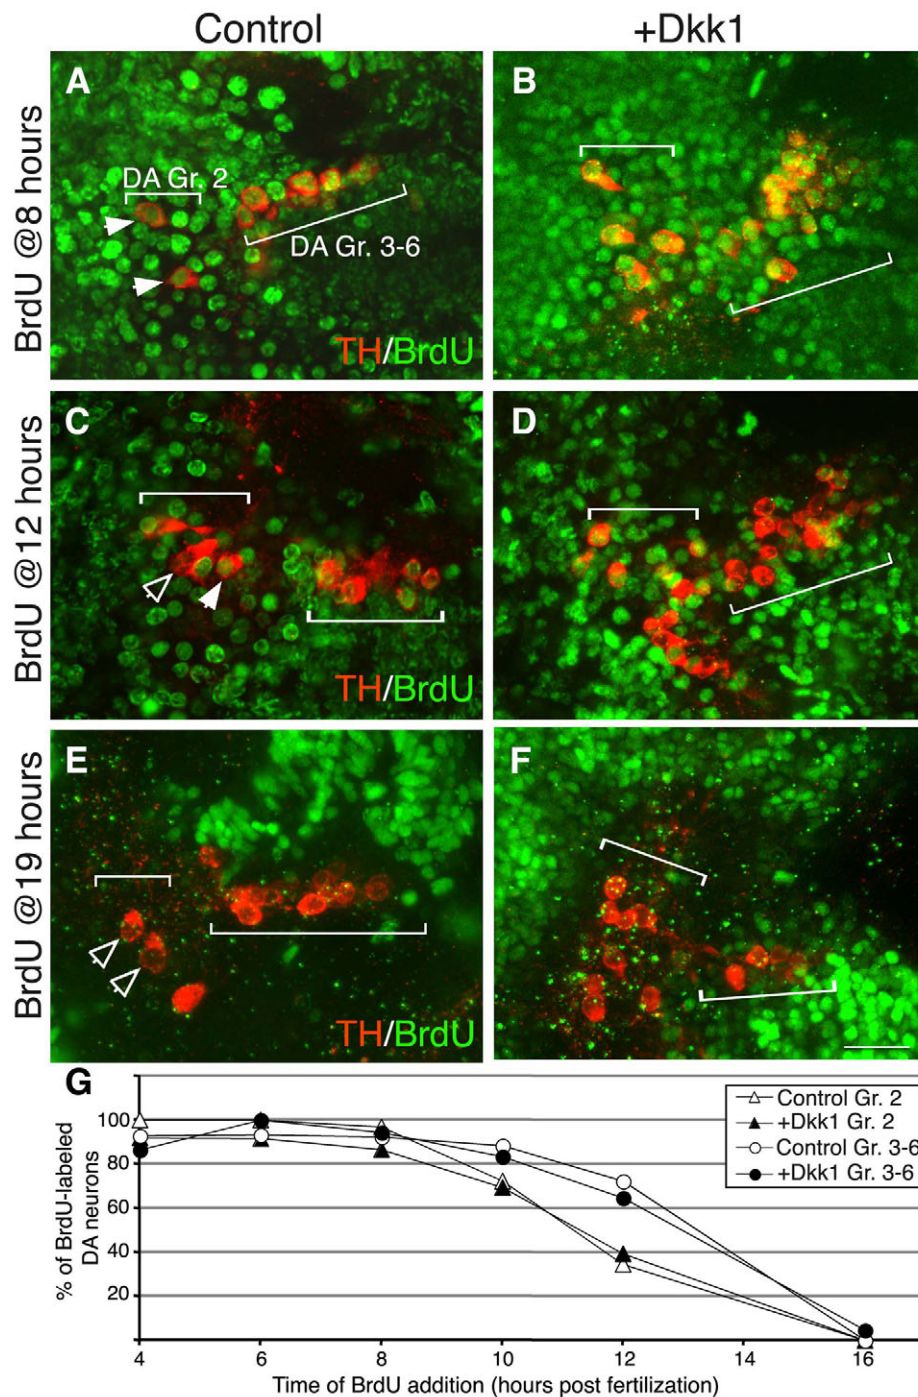 Control
+Dkk1
BrdU @8 hours
A
DA Gr. 2
DA Gr. 3-6
TH/BrdU
B
BrdU @12 hours
C
TH/BrdU
D
BrdU @19 hours
E
TH/BrdU
F
G
% of BrdU-labeled
DA neurons
100
80
60
40
20
4
6
8
10
12
14
16
Time of BrdU addition (hours post fertilization)
Control Gr. 2
+Dkk1 Gr. 2
Control Gr. 3-6
+Dkk1 Gr. 3-6